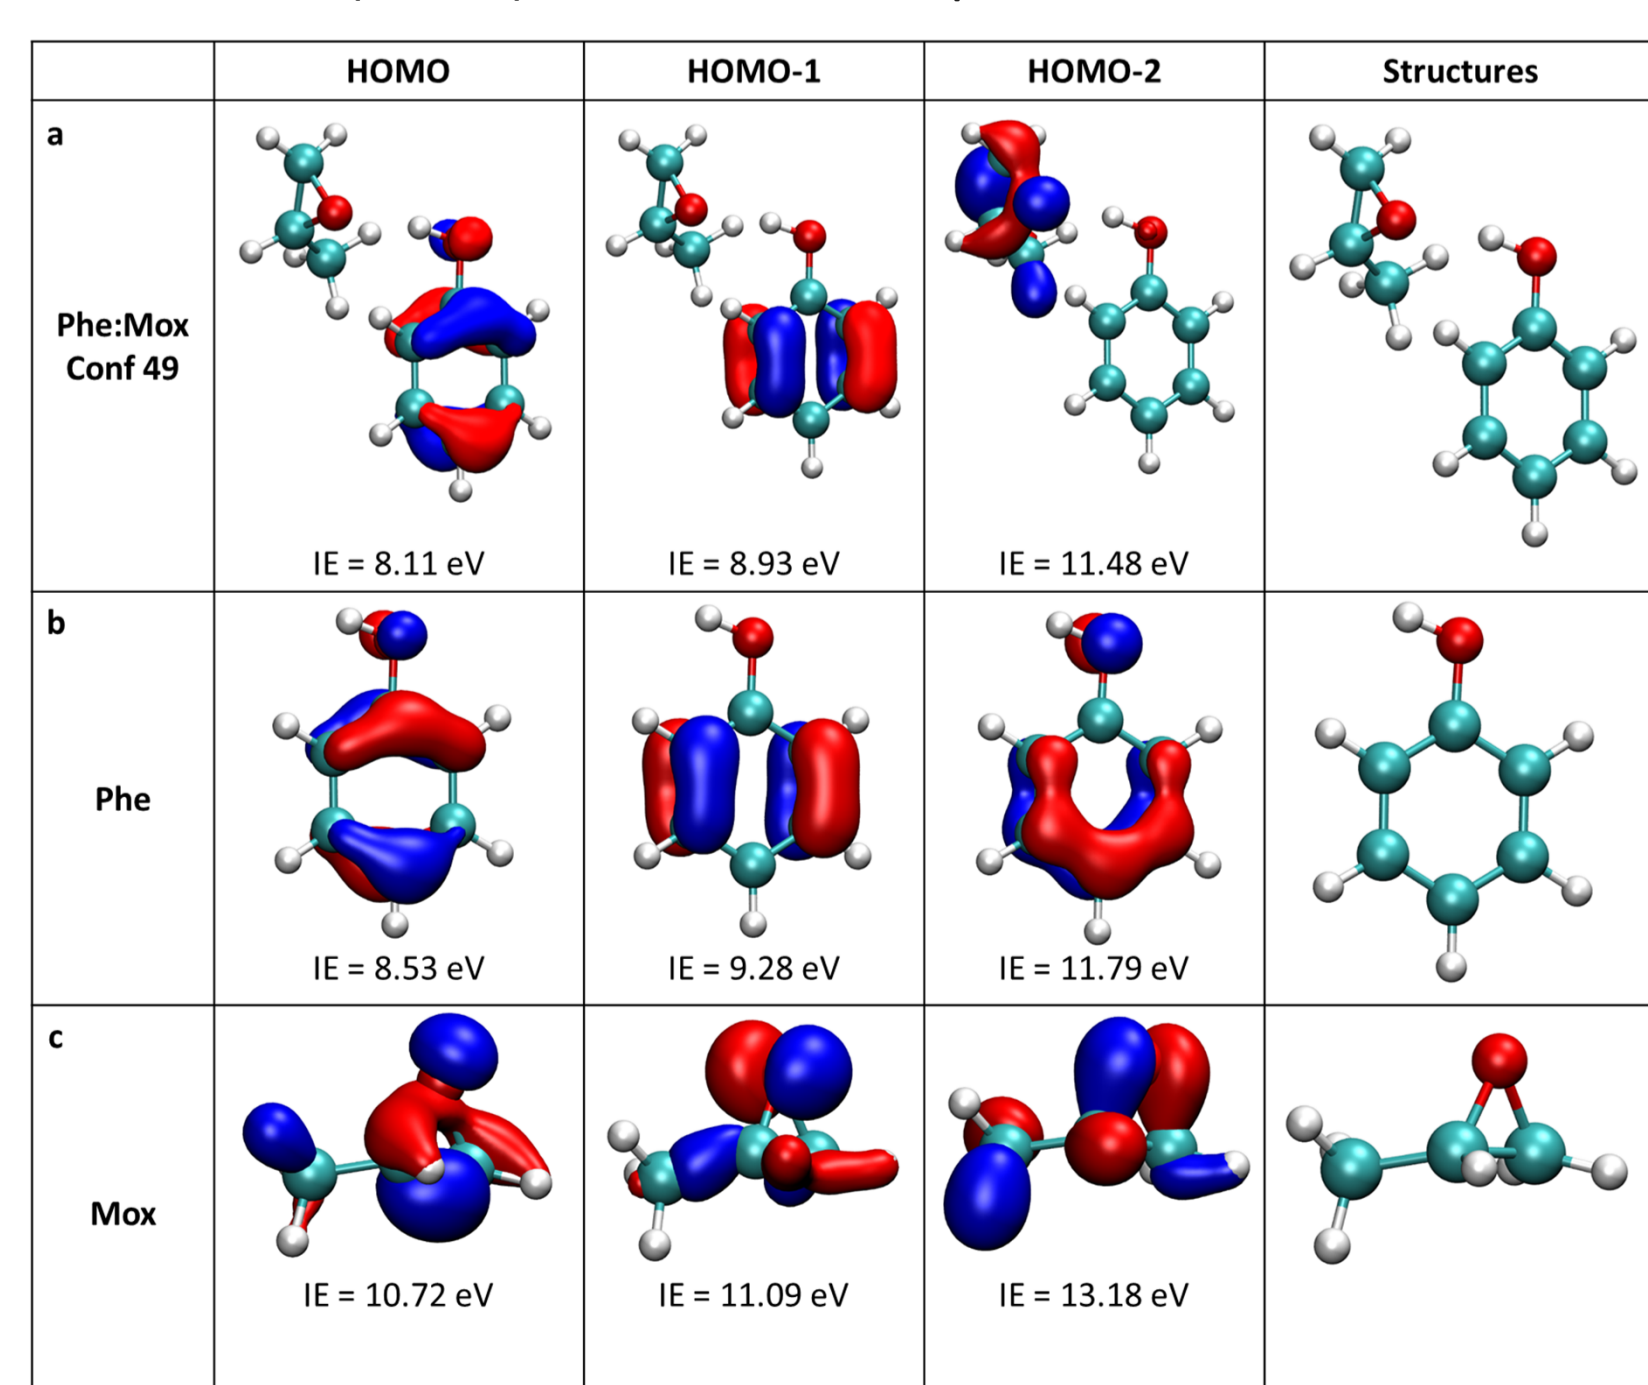 HOMO HOMO-1 HOMO-2 Structures
a
Phe:Mox
Conf 49
IE = 8.11 eV IE = 8.93 eV IE = 11.48 eV
b
Phe
IE = 8.53 eV IE = 9.28 eV IE = 11.79 eV
c
Mox
IE = 10.72 eV IE = 11.09 eV IE = 13.18 eV